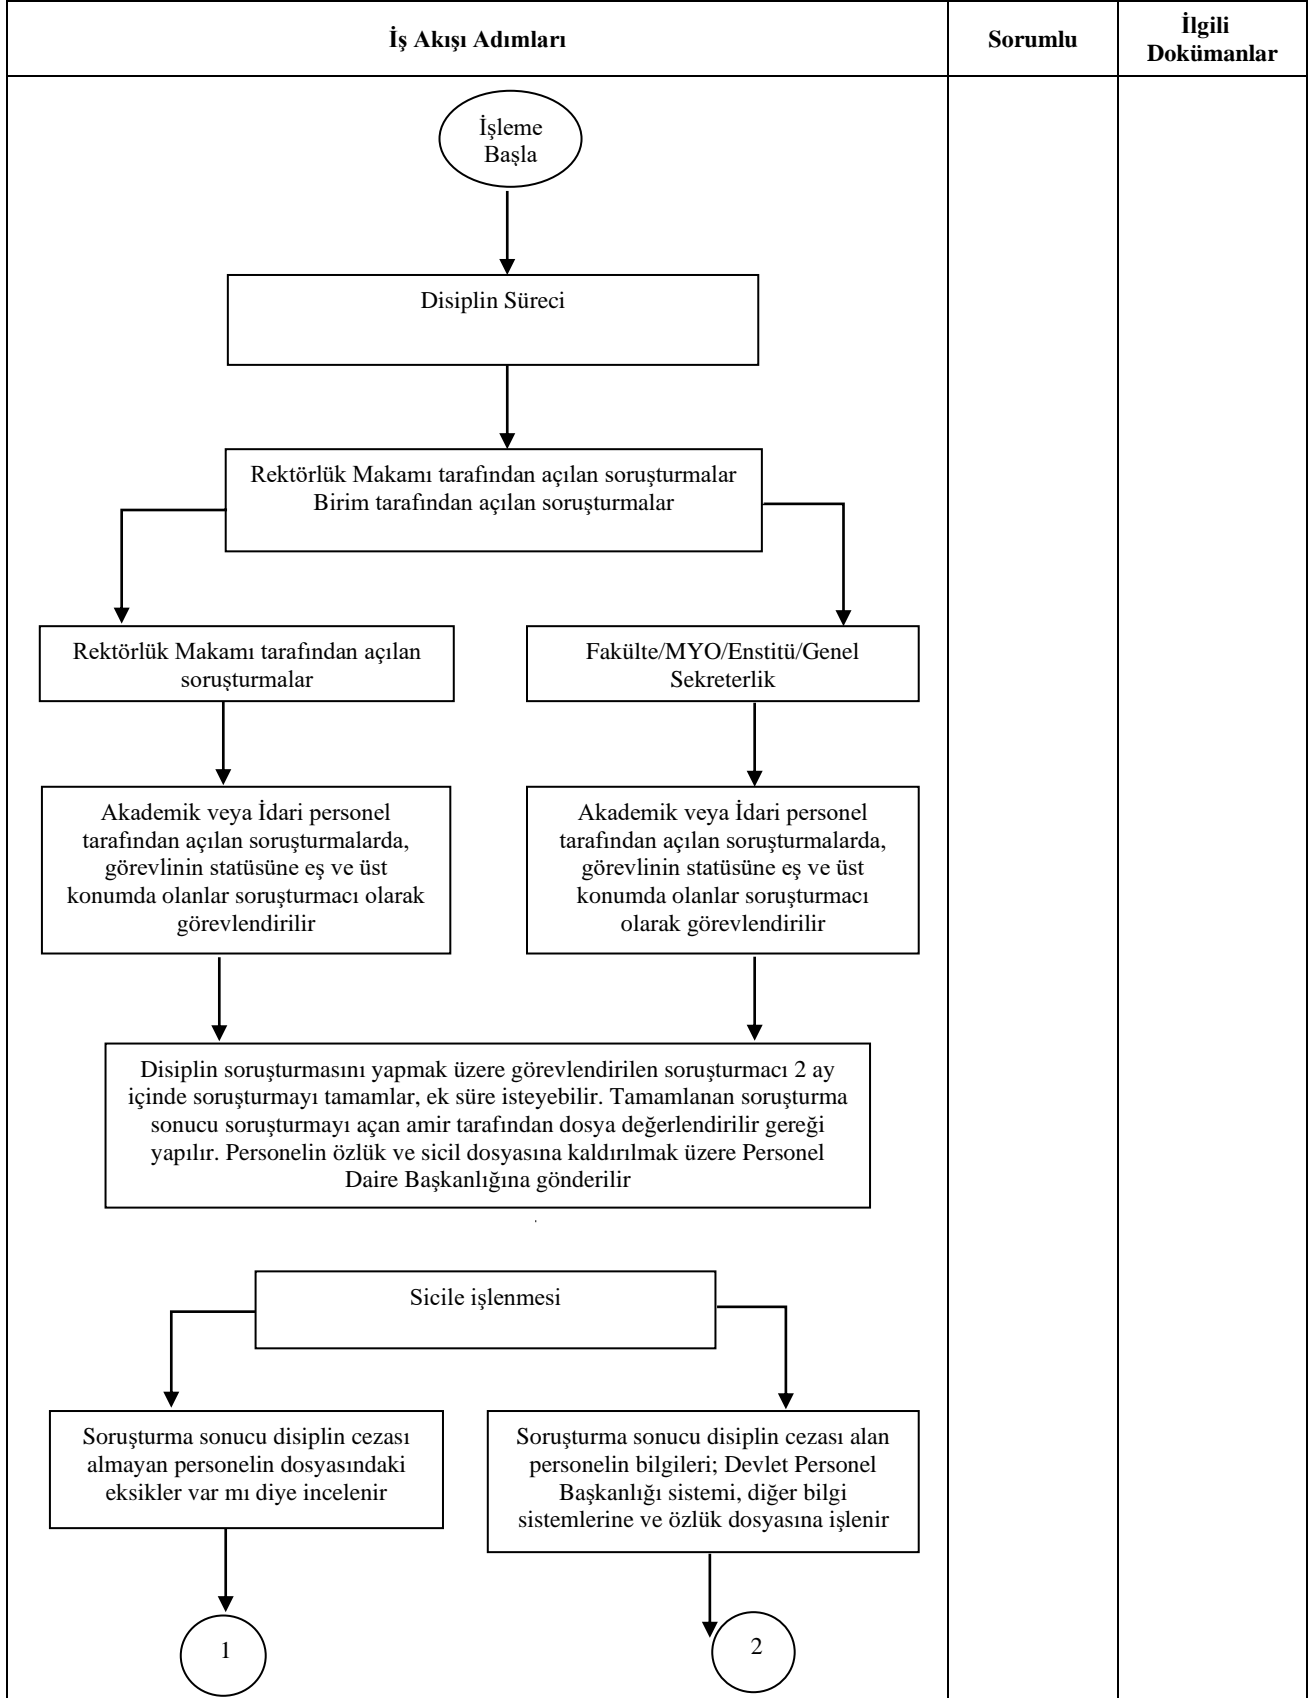 İş Akışı Adımları
Sorumlu
İlgili
Dokümanlar
İşleme
Başla
Disiplin Süreci
Rektörlük Makamı tarafından açılan soruşturmalar
Birim tarafından açılan soruşturmalar
Rektörlük Makamı tarafından açılan
soruşturmalar
Fakülte/MYO/Enstitü/Genel
Sekreterlik
Akademik veya İdari personel
tarafından açılan soruşturmalarda,
görevlinin statüsüne eş ve üst
konumda olanlar soruşturmacı olarak
görevlendirilir
Akademik veya İdari personel
tarafından açılan soruşturmalarda,
görevlinin statüsüne eş ve üst
konumda olanlar soruşturmacı
olarak görevlendirilir
Disiplin soruşturmasını yapmak üzere görevlendirilen soruşturmacı 2 ay
içinde soruşturmayı tamamlar, ek süre isteyebilir. Tamamlanan soruşturma
sonucu soruşturmayı açan amir tarafından dosya değerlendirilir gereği
yapılır. Personelin özlük ve sicil dosyasına kaldırılmak üzere Personel
Daire Başkanlığına gönderilir
Sicile işlenmesi
Soruşturma sonucu disiplin cezası
almayan personelin dosyasındaki
eksikler var mı diye incelenir
Soruşturma sonucu disiplin cezası alan
personelin bilgileri; Devlet Personel
Başkanlığı sistemi, diğer bilgi
sistemlerine ve özlük dosyasına işlenir
1
2